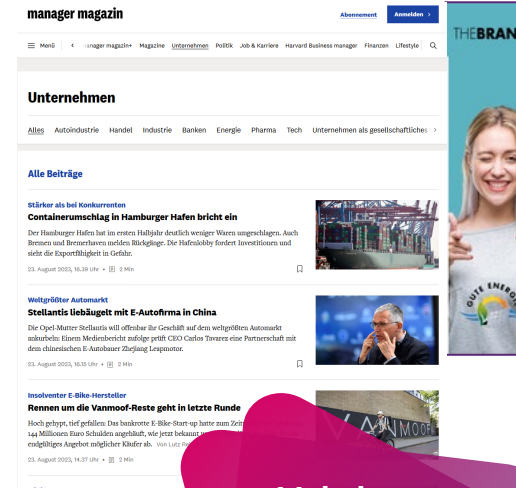 manager magazin
Abonnement
Anmelden
Menü
manager magazin+ Magazine Unternehmen Politik Job & Karriere Harvard Business manager Finanzen Lifestyle
Unternehmen
Alles Autoindustrie Handel Industrie Banken Energie Pharma Tech Unternehmen als gesellschaftliches
Alle Beiträge
Stärker als bei Konkurrenten
Containerumschlag in Hamburger Hafen bricht ein
Der Hamburger Hafen hat im ersten Halbjahr deutlich weniger Waren umgeschlagen. Auch
Bremen und Bremerhaven melden Rückgänge. Die Hafenlobby fordert Investitionen und
sieht die Exportfähigkeit in Gefahr.
23. August 2023, 16.39 Uhr • 2 Min
Weltgrößter Automarkt
Stellantis liebäugelt mit E-Autofirma in China
Die Opel-Mutter Stellantis will offenbar ihr Geschäft auf dem weltgrößten Automarkt
ankurbeln: Einem Medienbericht zufolge prüft CEO Carlos Tavarez eine Partnerschaft mit
dem chinesischen E-Autobauer Zhejiang Leapmotor.
23. August 2023, 16.15 Uhr • 2 Min
Insolventer E-Bike-Hersteller
Rennen um die Vanmoof-Reste geht in letzte Runde
Hoch gehypt, tief gefallen: Das bankrotte E-Bike-Start-up hatte zum
144 Millionen Euro Schulden angehäuft, wie jetzt bekannt
endgültiges Angebot möglicher Käufer ab. Von Lutz
23. August 2023, 14.37 Uhr • 2 Min
VANMOOF
THEBRAN
GUTE ENERGIE